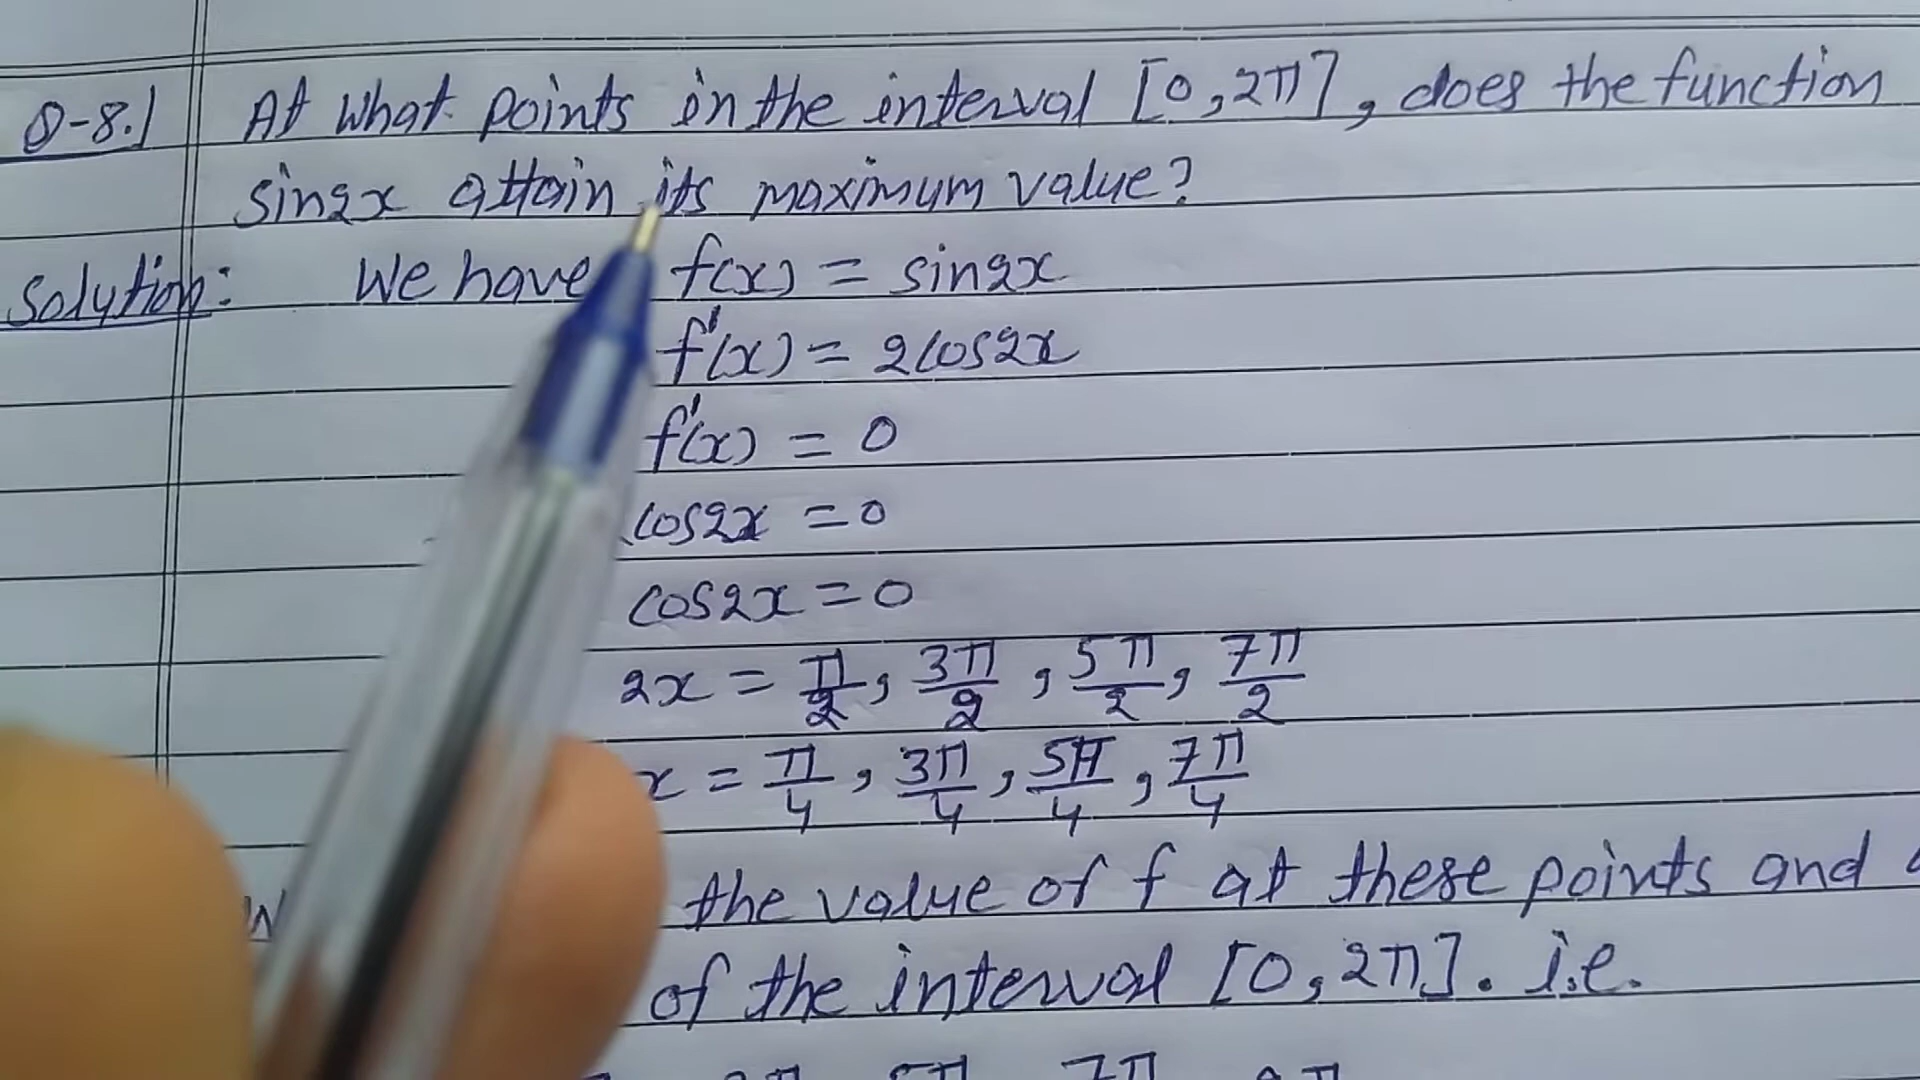 Q-8.) At what points in the interval [0, 2π], does the function
sin2x attain its maximum value?
Solution: We have f(x) = sin2x
f'(x) = 2cos2x
f'(x) = 0
cos2x = 0
cos2x = 0
2x = π/2, 3π/2, 5π/2, 7π/2
x = π/4, 3π/4, 5π/4, 7π/4
the value of f at these points and
of the interval [0, 2π]. i.e.